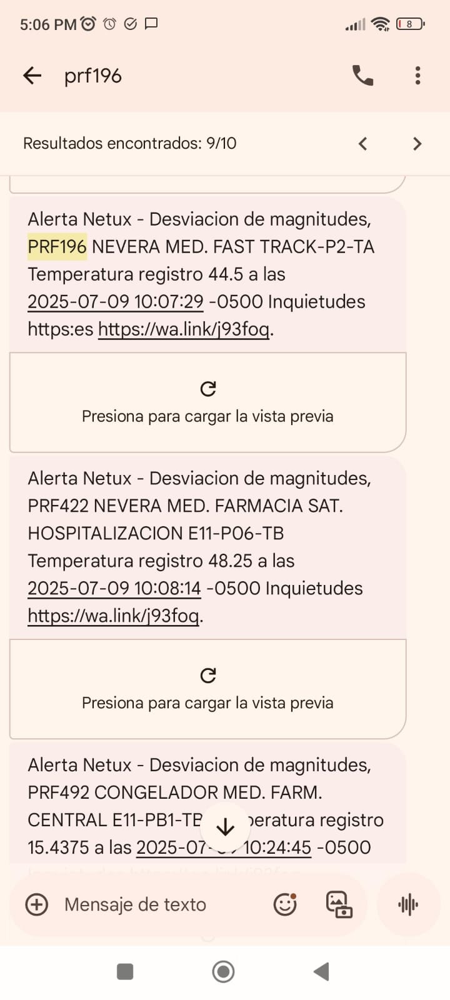 5:06 PM
8
prf196
Resultados encontrados: 9/10
Alerta Netux - Desviacion de magnitudes,
PRF196 NEVERA MED. FAST TRACK-P2-TA
Temperatura registro 44.5 a las
2025-07-09 10:07:29 -0500 Inquietudes
https:es https://wa.link/j93foq.
Presiona para cargar la vista previa
Alerta Netux - Desviacion de magnitudes,
PRF422 NEVERA MED. FARMACIA SAT.
HOSPITALIZACION E11-P06-TB
Temperatura registro 48.25 a las
2025-07-09 10:08:14 -0500 Inquietudes
https://wa.link/j93foq.
Presiona para cargar la vista previa
Alerta Netux - Desviacion de magnitudes,
PRF492 CONGELADOR MED. FARM.
CENTRAL E11-PB1-TB peratura registro
15.4375 a las 2025-07- 10:24:45 -0500
Mensaje de texto